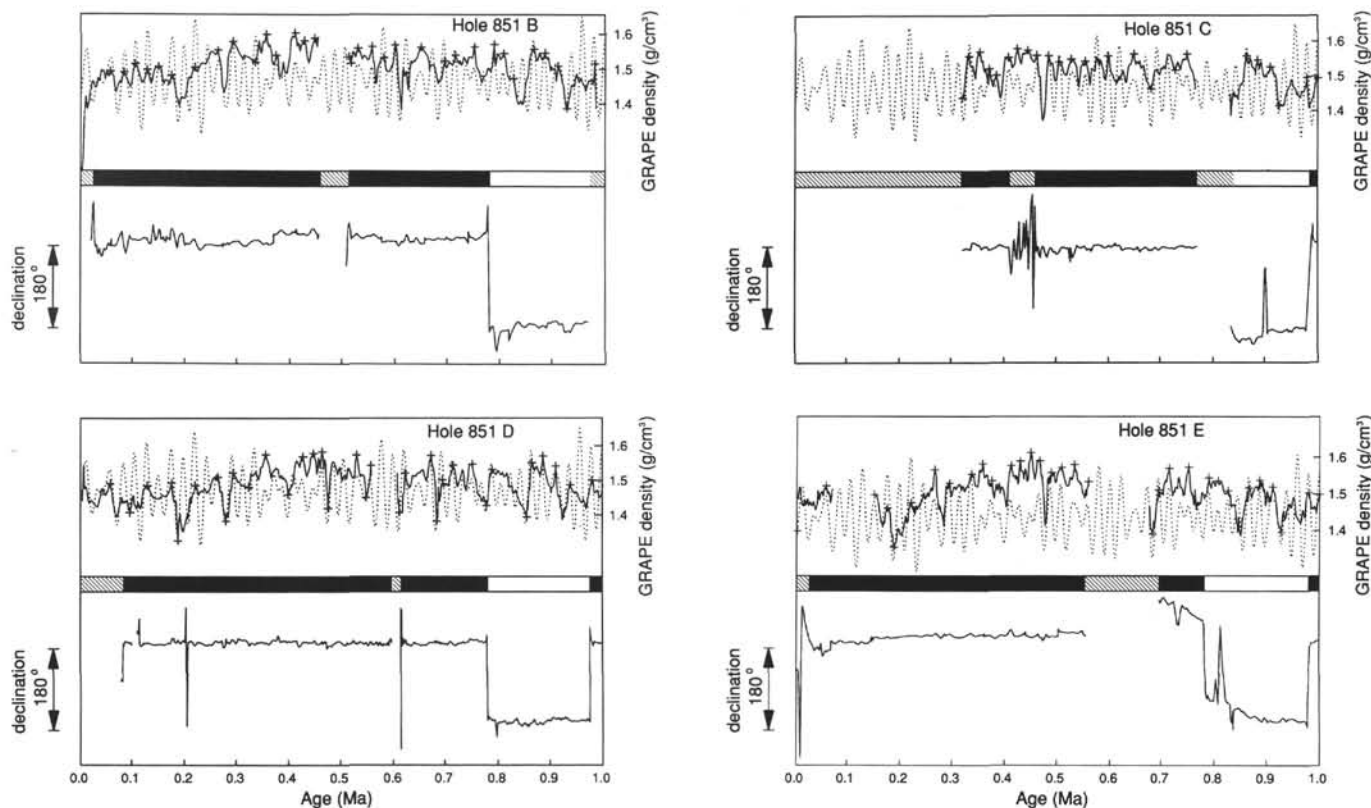 Hole 851 B
1.6
1.5
1.4
GRAPE density (g/cm³)
declination
180°
Hole 851 C
1.6
1.5
1.4
GRAPE density (g/cm³)
declination
180°
Hole 851 D
1.6
1.5
1.4
GRAPE density (g/cm³)
declination
180°
0.0 0.1 0.2 0.3 0.4 0.5 0.6 0.7 0.8 0.9 1.0
Age (Ma)
Hole 851 E
1.6
1.5
1.4
GRAPE density (g/cm³)
declination
180°
0.0 0.1 0.2 0.3 0.4 0.5 0.6 0.7 0.8 0.9 1.0
Age (Ma)